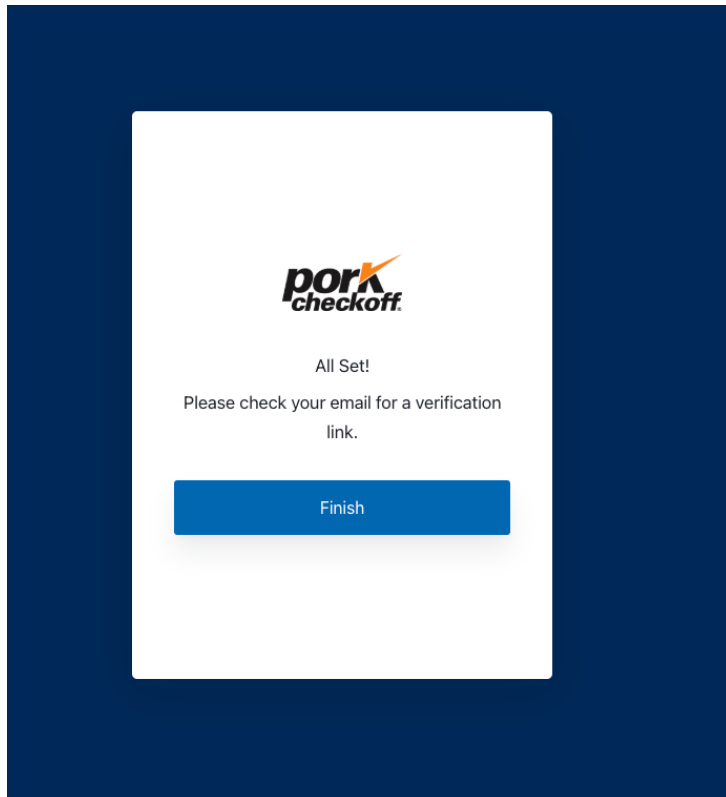 pork
checkoff®
All Set!
Please check your email for a verification
link.
Finish